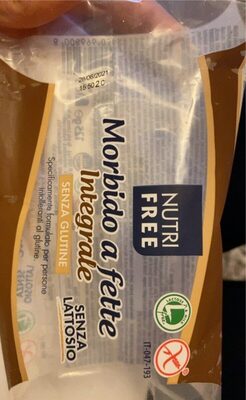 28/08/2021
NUTRI
FREE
Morbido a fette
Integrale
SENZA GLUTINE
SENZA
LATTOSIO
Specificamente formulato per persone
intolleranti al glutine.
IT-047-193